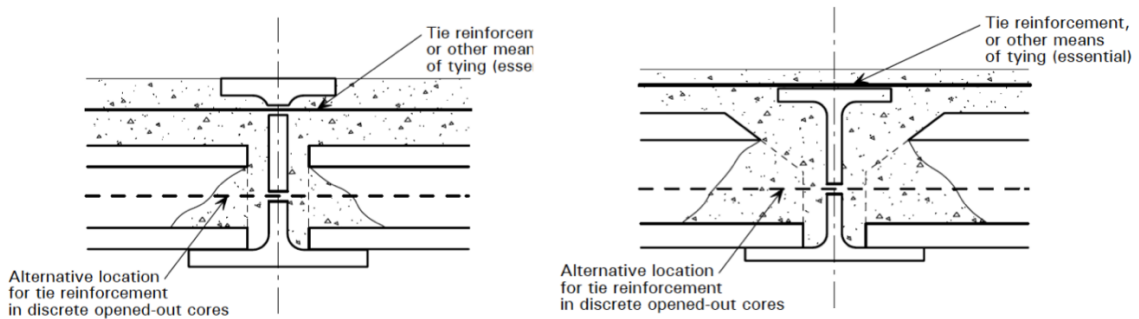 Tie reinforcen
or other mean
of tying (esse
Alternative location
for tie reinforcement
in discrete opened-out cores
Tie reinforcement,
or other means
of tying (essential)
Alternative location
for tie reinforcement
in discrete opened-out cores